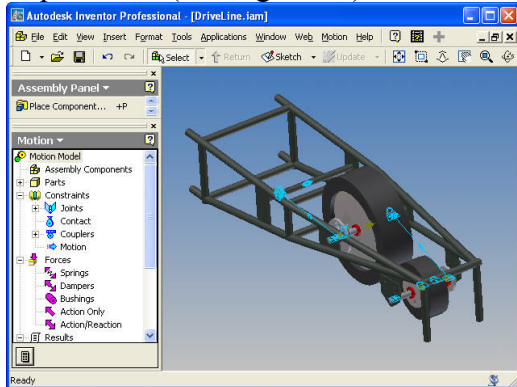 Autodesk Inventor Professional - [DriveLine.iam]
File Edit View Insert Format Tools Applications Window Web Motion Help
Select Return Sketch Update
Assembly Panel
Place Component... +P
Motion
Motion Model
Assembly Components
Parts
Constraints
Joints
Contact
Couplers
Motion
Forces
Springs
Dampers
Bushings
Action Only
Action/Reaction
Results
Ready